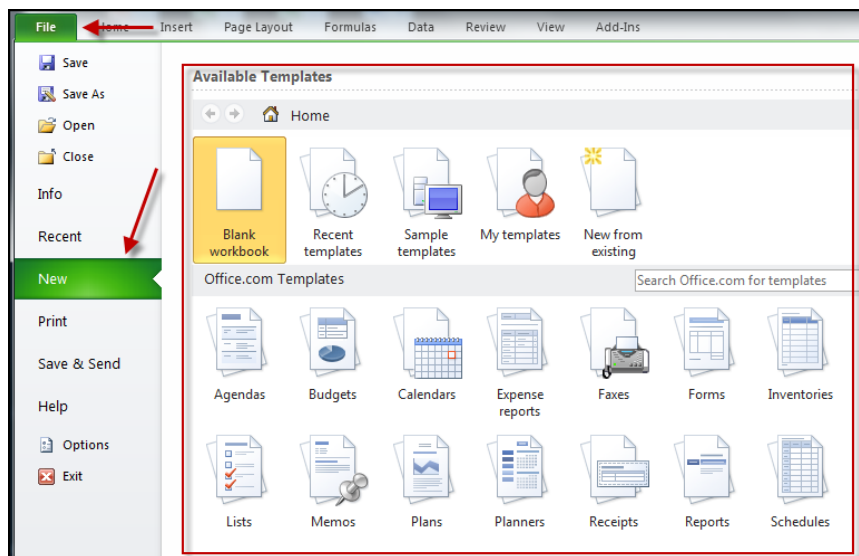 File Home Insert Page Layout Formulas Data Review View Add-Ins
Save
Save As
Open
Close
Info
Recent
New
Print
Save & Send
Help
Options
Exit
Available Templates
Home
Blank
workbook
Recent
templates
Sample
templates
My templates
New from
existing
Office.com Templates
Search Office.com for templates
Agendas
Budgets
Calendars
Expense
reports
Faxes
Forms
Inventories
Lists
Memos
Plans
Planners
Receipts
Reports
Schedules